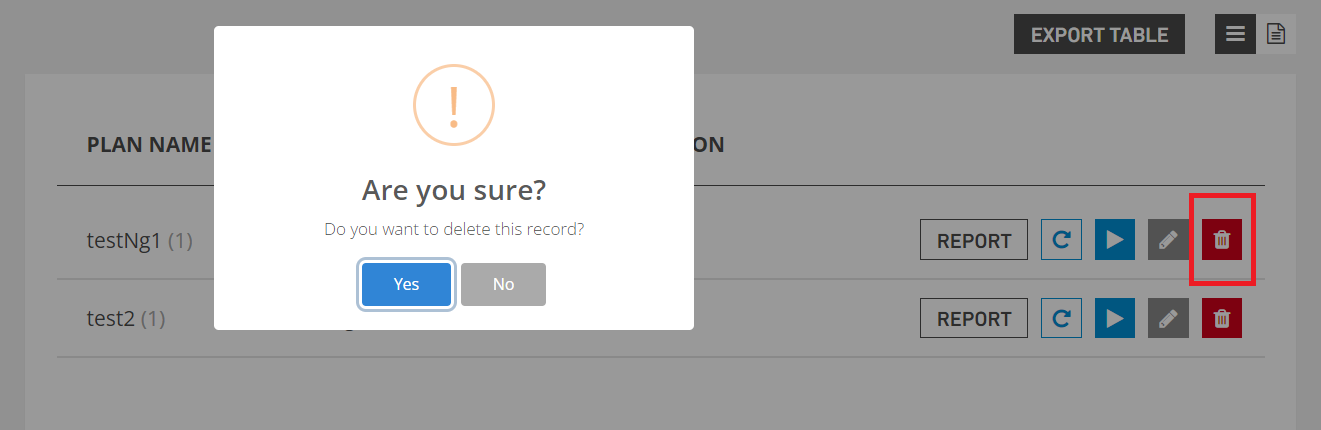 EXPORT TABLE
PLAN NAME
ON
!
Are you sure?
Do you want to delete this record?
Yes No
testNg1 (1)
REPORT
test2 (1)
REPORT